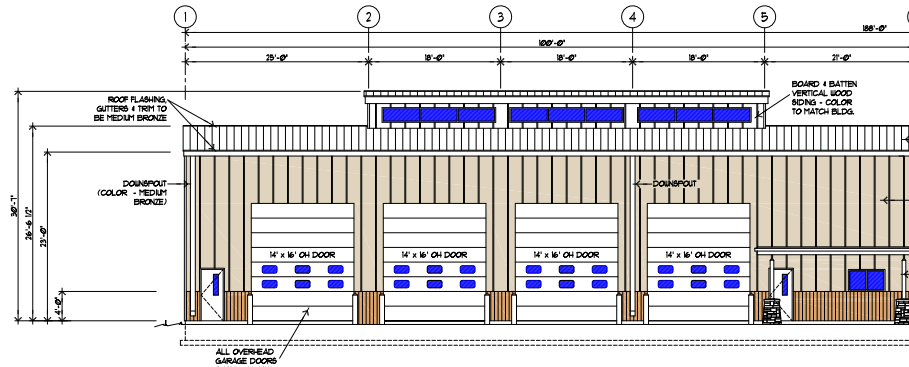 1
2
3
4
5
188'-0"
100'-0"
25'-0"
18'-0"
18'-0"
18'-0"
21'-0"
ROOF FLASHING,
GUTTERS & TRIM TO
BE MEDIUM BRONZE
BOARD & BATTEN
VERTICAL WOOD
SIDING - COLOR
TO MATCH BLDG.
DOWNSPOUT
(COLOR - MEDIUM
BRONZE)
DOWNSPOUT
30'-1"
26'-6 1/2"
23'-0"
4'-0"
14' x 16' OH DOOR
14' x 16' OH DOOR
14' x 16' OH DOOR
14' x 16' OH DOOR
ALL OVERHEAD
GARAGE DOORS